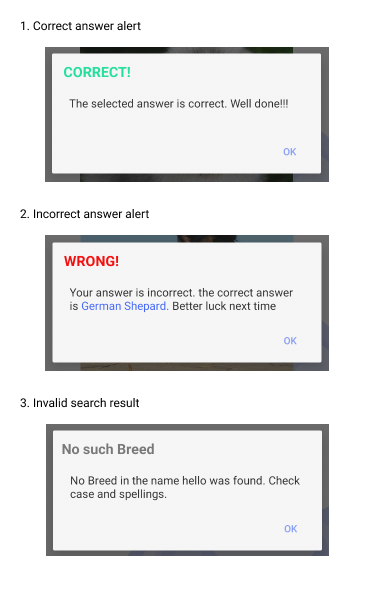 1. Correct answer alert
CORRECT!
The selected answer is correct. Well done!!!
OK
2. Incorrect answer alert
WRONG!
Your answer is incorrect. the correct answer
is German Shepard. Better luck next time
OK
3. Invalid search result
No such Breed
No Breed in the name hello was found. Check
case and spellings.
OK